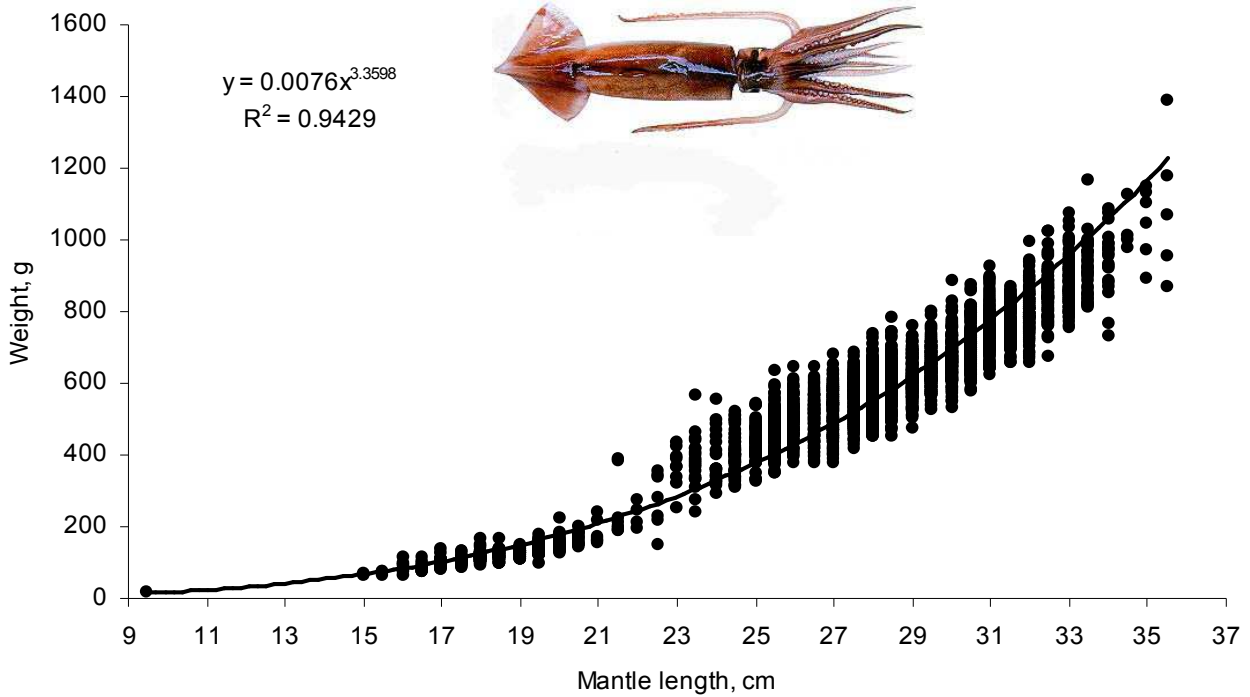 1600
1400
1200
1000
800
600
400
200
0
y = 0.0076x^3.3598
R² = 0.9429
Weight, g
9 11 13 15 17 19 21 23 25 27 29 31 33 35 37
Mantle length, cm